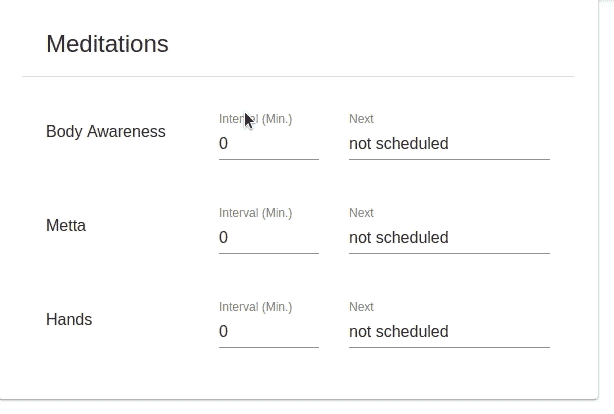 Meditations
Interval (Min.) Next
Body Awareness 0 not scheduled
Interval (Min.) Next
Metta 0 not scheduled
Interval (Min.) Next
Hands 0 not scheduled